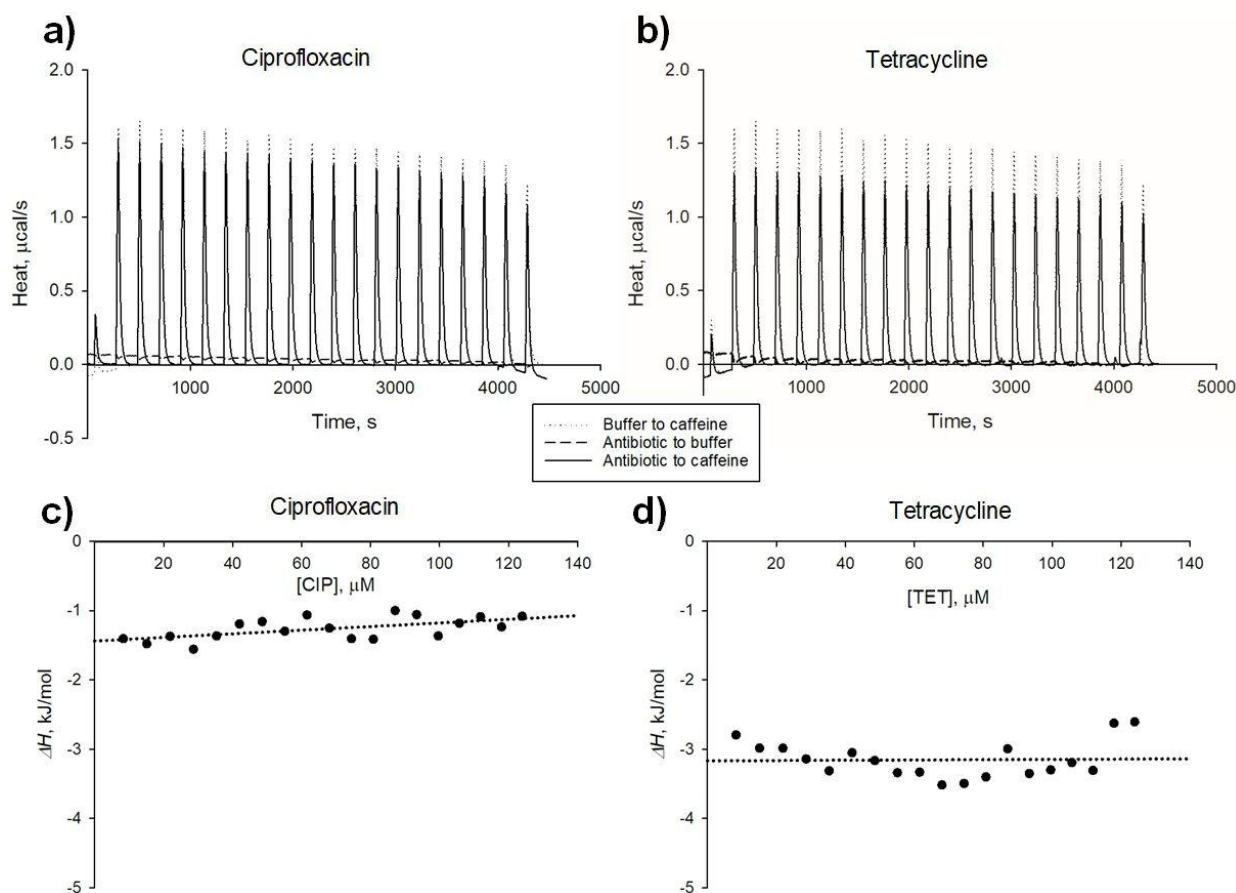 a)
Ciprofloxacin
2.0
1.5
1.0
0.5
0.0
-0.5
Heat, μcal/s
1000 2000 3000 4000 5000
Time, s
b)
Tetracycline
2.0
1.5
1.0
0.5
0.0
Heat, μcal/s
1000 2000 3000 4000 5000
Time, s
Buffer to caffeine
Antibiotic to buffer
Antibiotic to caffeine
c)
Ciprofloxacin
0
-1
-2
-3
-4
-5
ΔH, kJ/mol
20 40 60 80 100 120 140
[CIP], μM
d)
Tetracycline
0
-1
-2
-3
-4
-5
ΔH, kJ/mol
20 40 60 80 100 120 140
[TET], μM